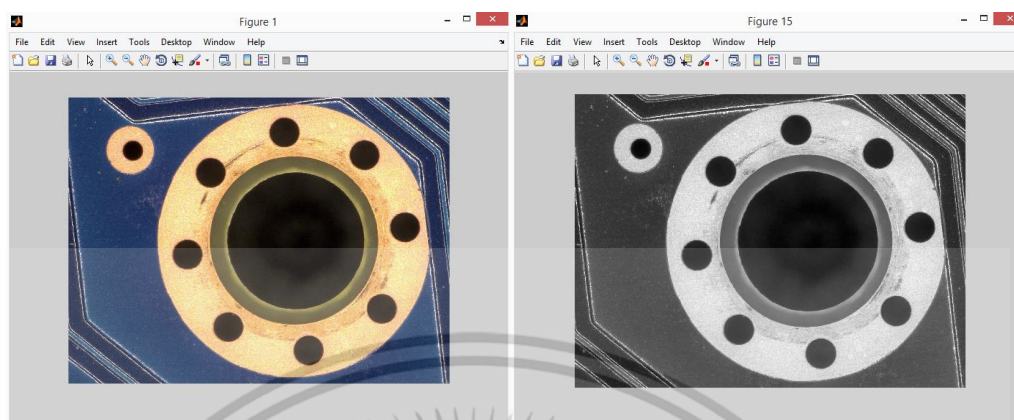 Figure 1
File Edit View Insert Tools Desktop Window Help
Figure 15
File Edit View Insert Tools Desktop Window Help